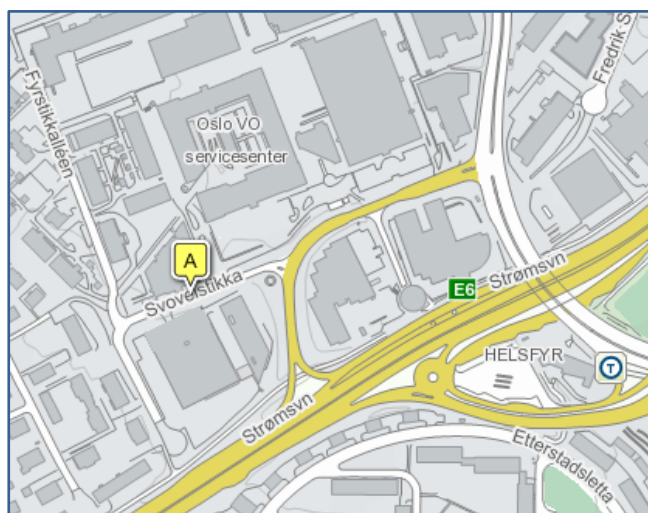 Fyrstikkalléen
Fredrik S
Oslo VO
servicesenter
A
Svovelstikka
E6
Strømsvn
HELSFYR
T
Strømsvn
Etterstadsletta